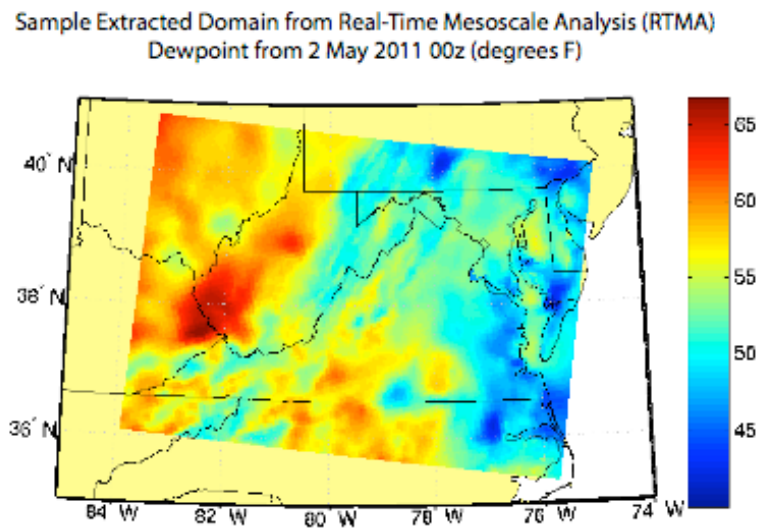 Sample Extracted Domain from Real-Time Mesoscale Analysis (RTMA)
Dewpoint from 2 May 2011 00z (degrees F)
65
40° N
60
55
38° N
50
36° N
45
84° W
82° W
80° W
78° W
76° W
74° W